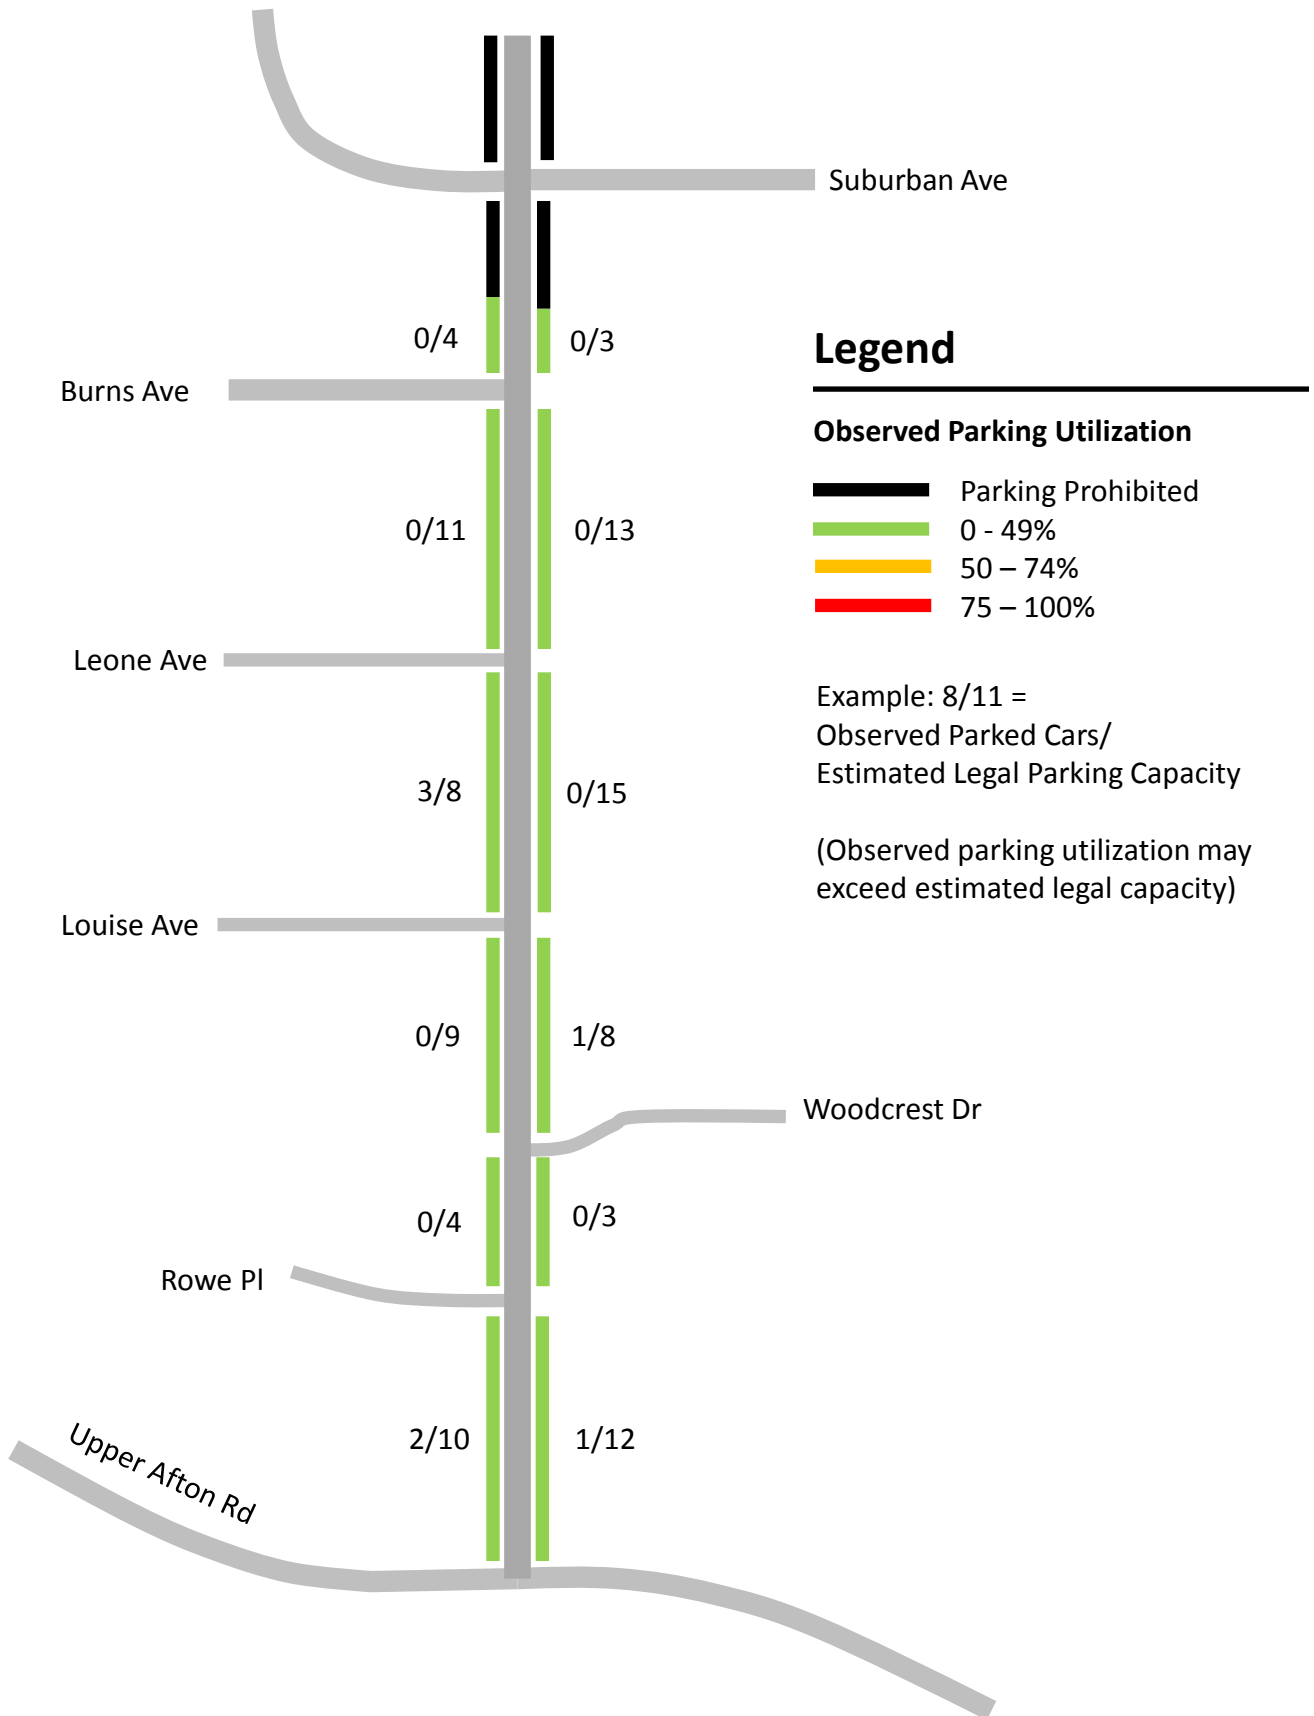 Suburban Ave
0/4
0/3
Burns Ave
0/11
0/13
Leone Ave
3/8
0/15
Louise Ave
0/9
1/8
Woodcrest Dr
0/4
0/3
Rowe Pl
2/10
1/12
Upper Afton Rd
Legend
Observed Parking Utilization
Parking Prohibited
0 - 49%
50 – 74%
75 – 100%
Example: 8/11 =
Observed Parked Cars/
Estimated Legal Parking Capacity
(Observed parking utilization may
exceed estimated legal capacity)